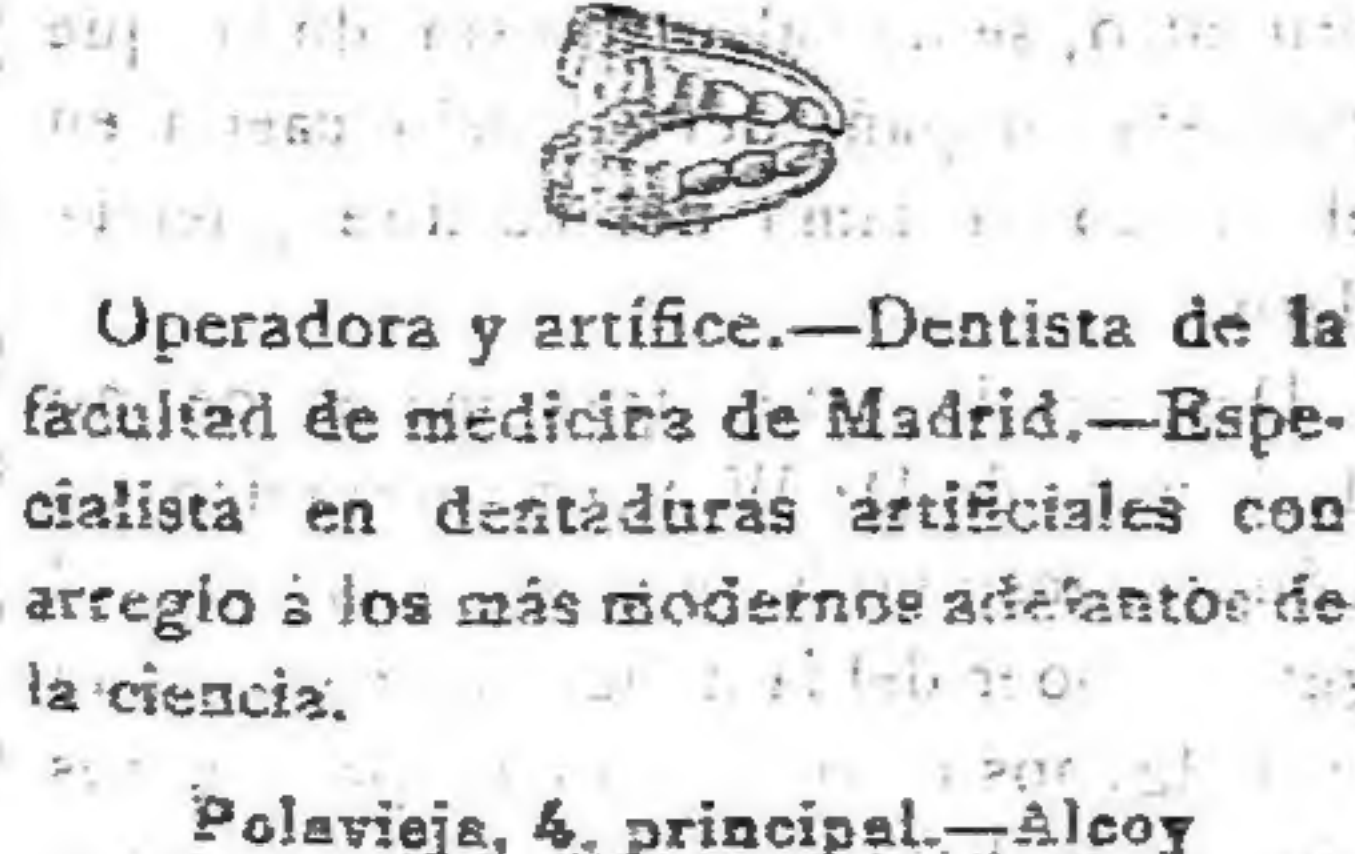 Operadora y artífice.—Dentista de la
facultad de medicina de Madrid.—Espe-
cialista en dentaduras artificiales con
arreglo á los más modernos adelantos de
la ciencia.
Polavieja, 4, principal.—Alcoy